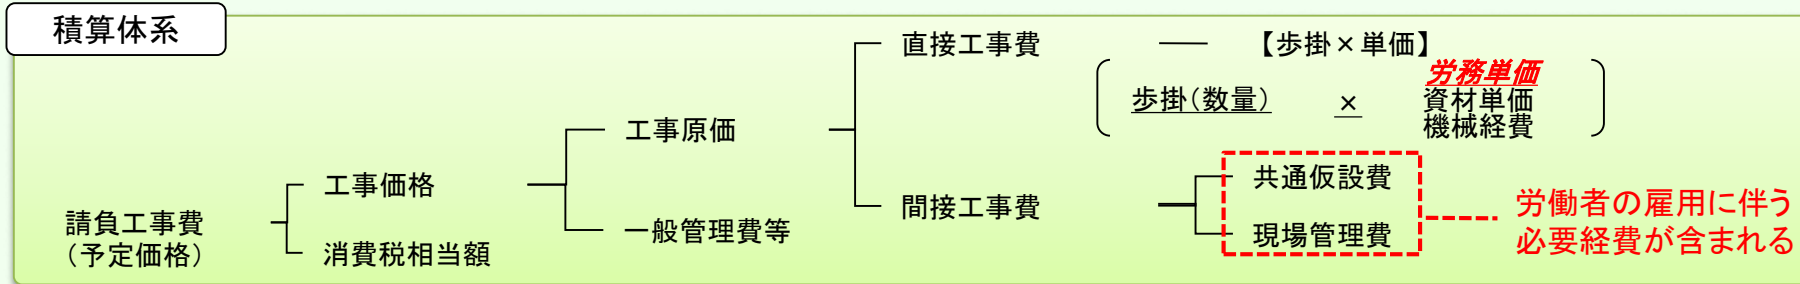 積算体系
直接工事費
【歩掛×単価】
歩掛(数量)
×
労務単価
資材単価
機械経費
工事原価
工事価格
共通仮設費
間接工事費
労働者の雇用に伴う
必要経費が含まれる
請負工事費
(予定価格)
一般管理費等
現場管理費
消費税相当額